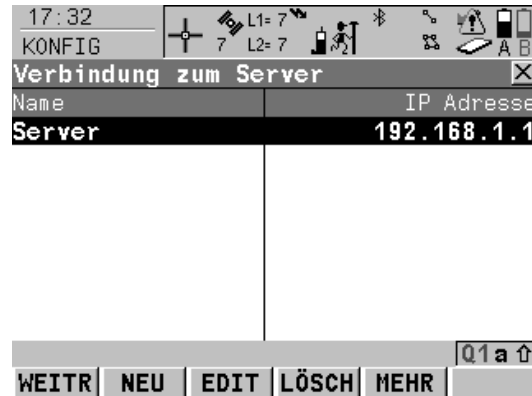 17:32
KONFIG
L1= 7
7 L2= 7
A B
Verbindung zum Server
Name IP Adresse
Server 192.168.1.1
Q1a
WEITR NEU EDIT LÖSCH MEHR